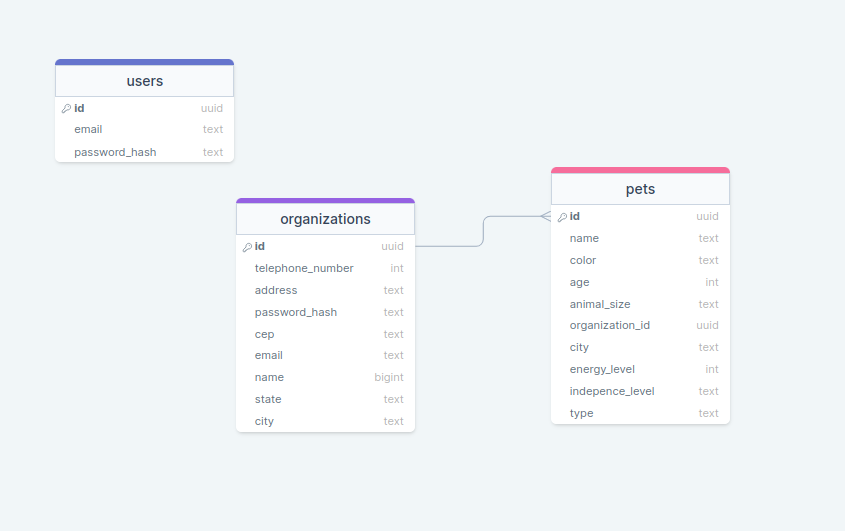 users
id uuid
email text
password_hash text
organizations
id uuid
telephone_number int
address text
password_hash text
cep text
email text
name bigint
state text
city text
pets
id uuid
name text
color text
age int
animal_size text
organization_id uuid
city text
energy_level int
indepence_level text
type text